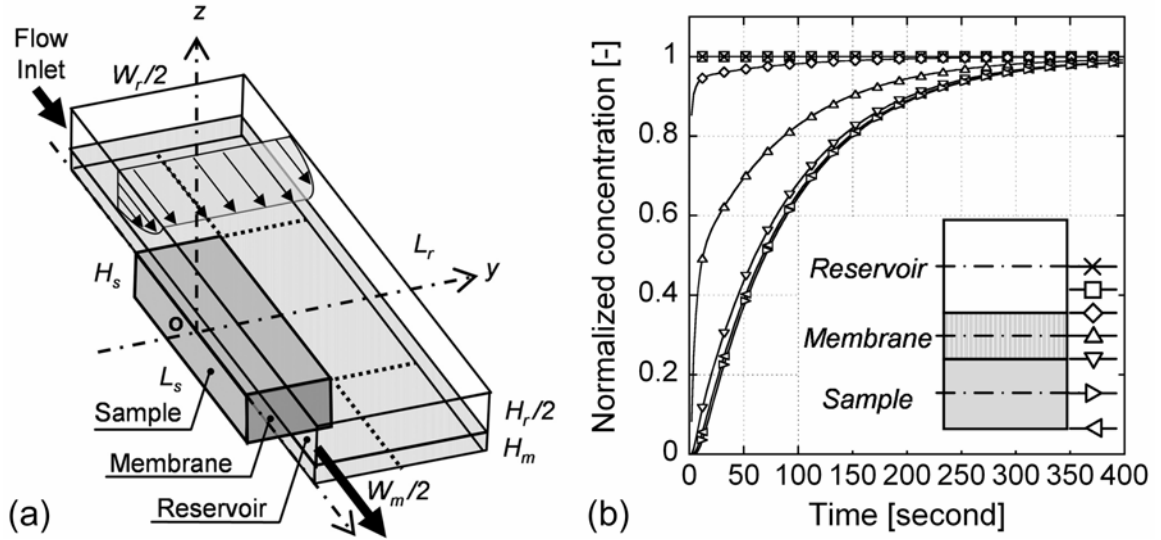 z
Flow
Inlet
W_r/2
L_r
y
H_s
o
L_s
Sample
H_r/2
H_m
Membrane
W_m/2
Reservoir
(a)
Normalized concentration [-]
1
0.8
0.6
0.4
0.2
0
0 50 100 150 200 250 300 350 400
Time [second]
Reservoir
Membrane
Sample
(b)